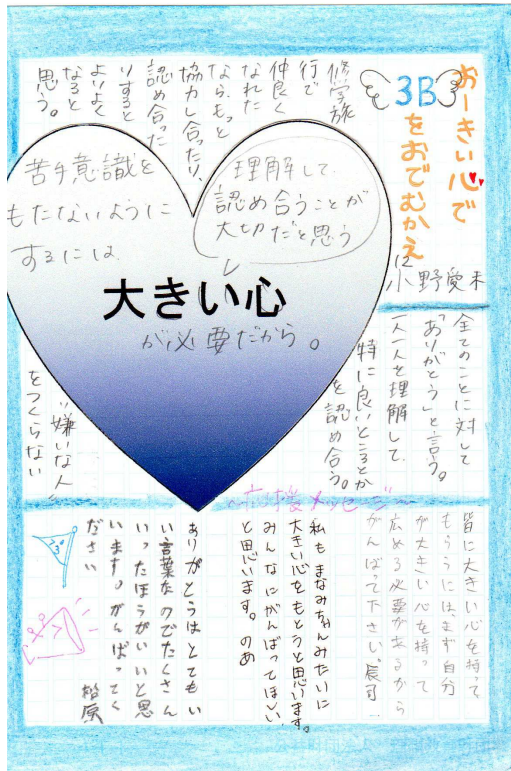 おーきい心で
3B
をおでむかえ
12
小野愛未
修学旅
行で
仲良く
なれた
なら、もっと
協力し合ったり、
認め合った
りすると
よりよく
なると
思う。
理解して、
認め合うことが
大切だと思う
苦手意識を
もたないように
するには
大きい心
が必要だから。
全てのことに対して
「ありがとう」と言う。
一人一人を理解して、
特に良いところとか
を認め合う。
"嫌いな人"
をつくらない
応援メッセージ
皆に大きい心を持って
もらうには、まず自分
が大きい心を持って
広める必要があるから
がんばって下さい。
私もまなみちゃんみたいに
大きい心をもとうと思います。
みんなにがんばってほしい
と思います。 のあ
ありがとうはとてもい
い言葉なのでたくさん
いったほうがいいと思
います。がんばってく
ださい 松原